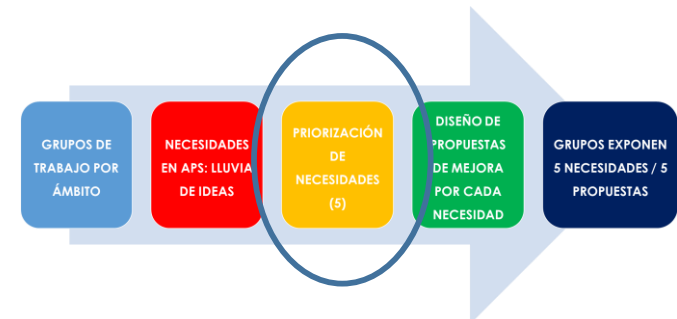 GRUPOS DE
TRABAJO POR
ÁMBITO
NECESIDADES
EN APS: LLUVIA
DE IDEAS
PRIORIZACIÓN
DE
NECESIDADES
(5)
DISEÑO DE
PROPUESTAS
DE MEJORA
POR CADA
NECESIDAD
GRUPOS EXPONEN
5 NECESIDADES / 5
PROPUESTAS